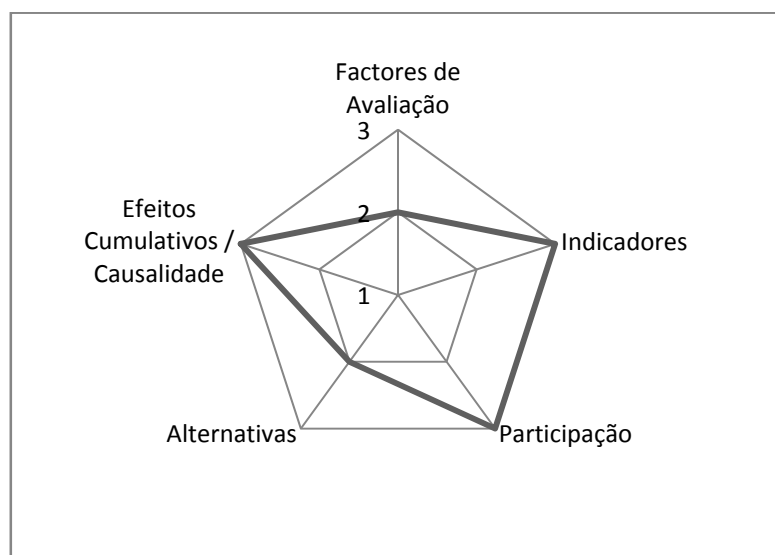 Factores de
Avaliação
3
2
1
Efeitos
Cumulativos /
Causalidade
Indicadores
Alternativas
Participação